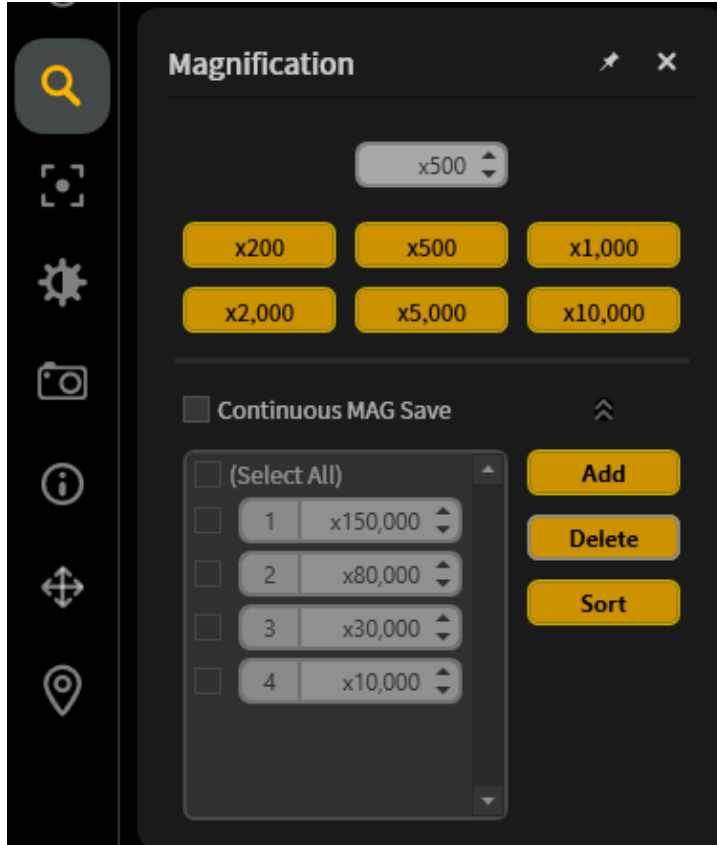 Magnification
x500
x200 x500 x1,000
x2,000 x5,000 x10,000
Continuous MAG Save
(Select All) Add
1 x150,000
Delete
2 x80,000
Sort
3 x30,000
4 x10,000